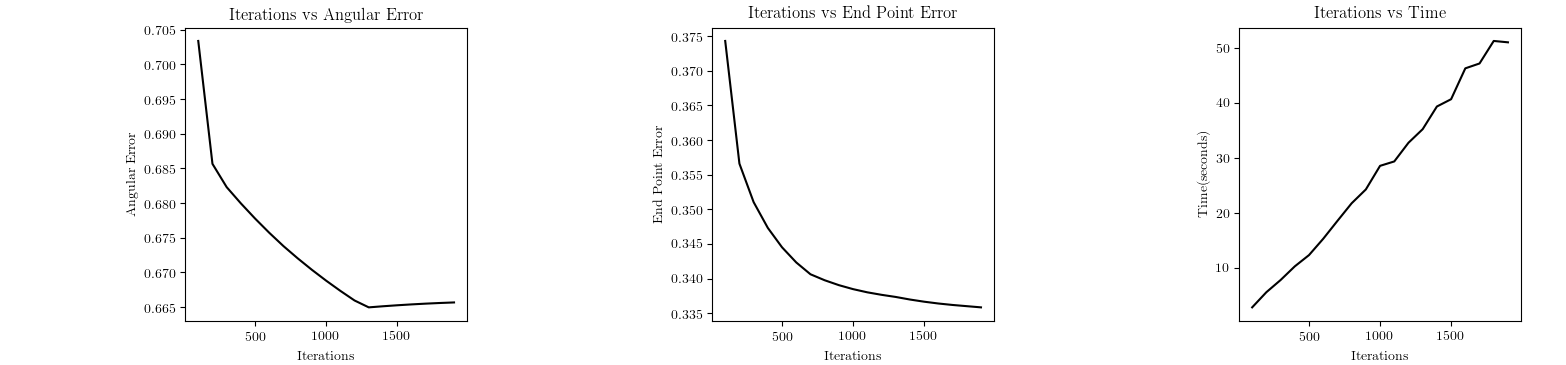 Iterations vs Angular Error
0.705
0.700
0.695
0.690
0.685
0.680
0.675
0.670
0.665
Angular Error
500 1000 1500
Iterations
Iterations vs End Point Error
0.375
0.370
0.365
0.360
0.355
0.350
0.345
0.340
0.335
End Point Error
500 1000 1500
Iterations
Iterations vs Time
50
40
30
20
10
Time(seconds)
500 1000 1500
Iterations